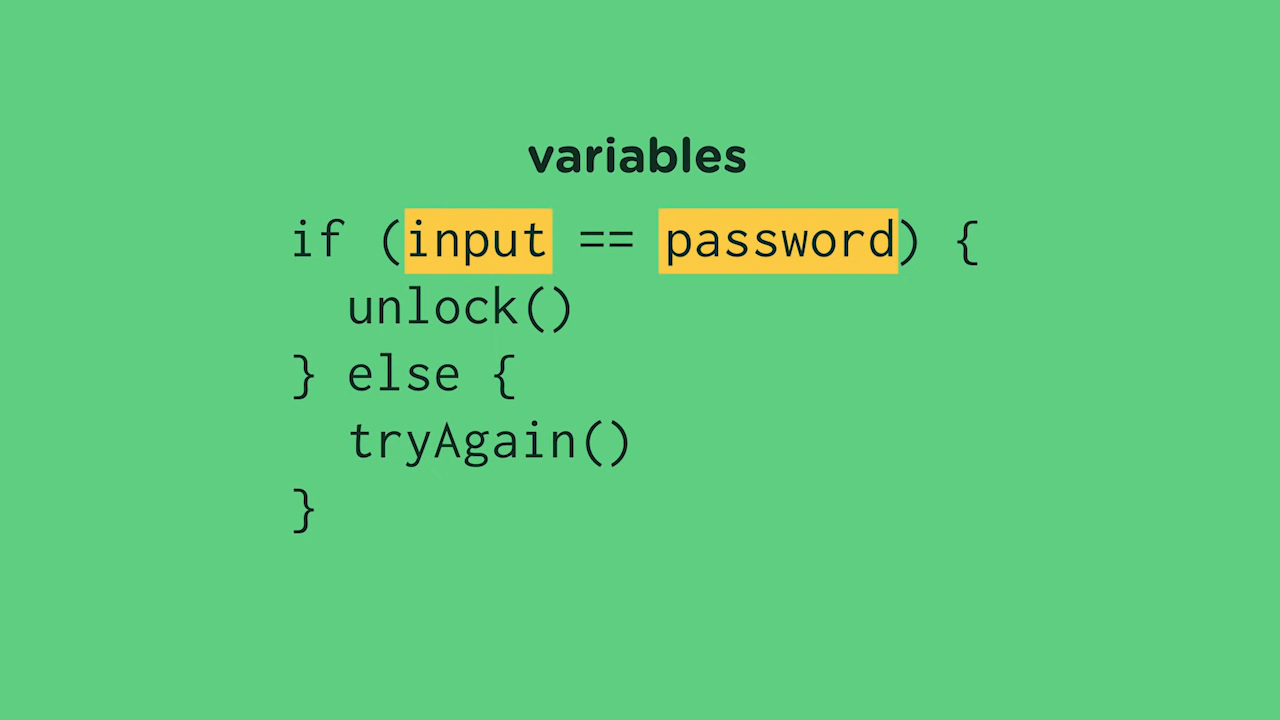 variables
if (input == password) {
  unlock()
} else {
  tryAgain()
}